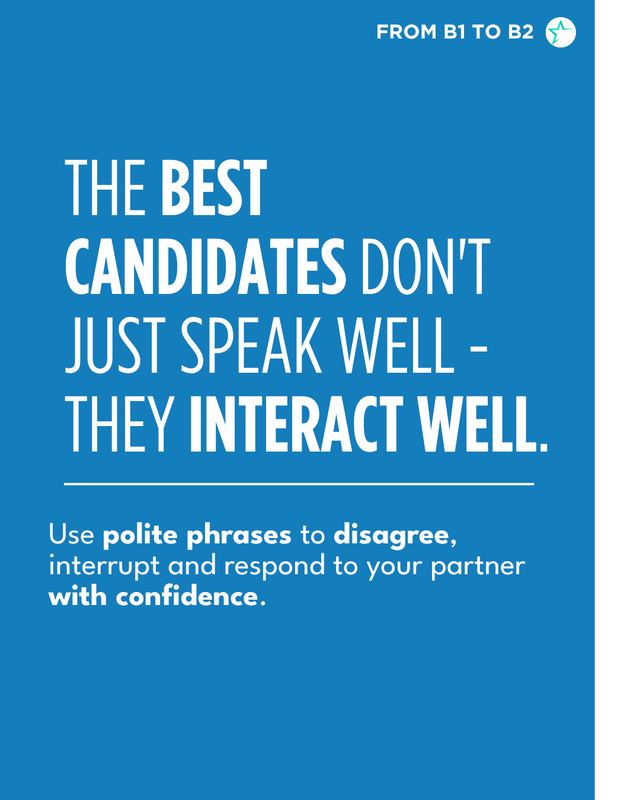 FROM B1 TO B2
THE BEST
CANDIDATES DON'T
JUST SPEAK WELL -
THEY INTERACT WELL.
Use polite phrases to disagree,
interrupt and respond to your partner
with confidence.